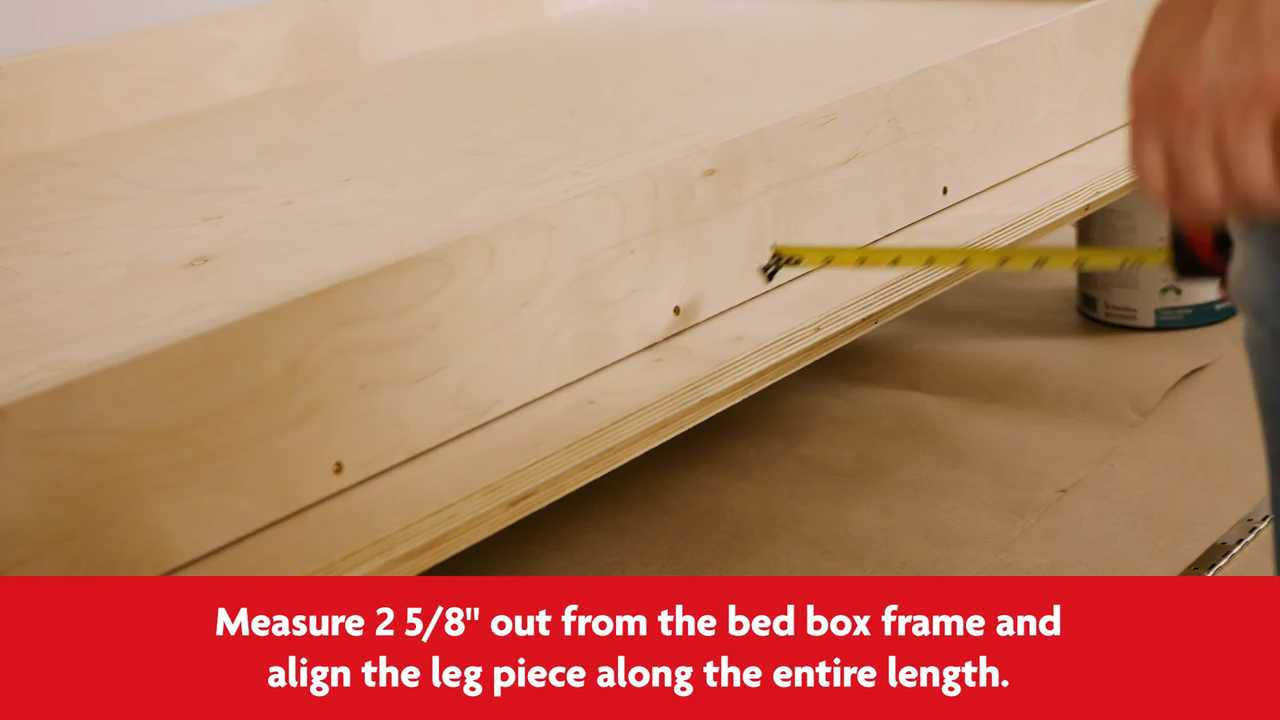 Measure 2 5/8" out from the bed box frame and
align the leg piece along the entire length.